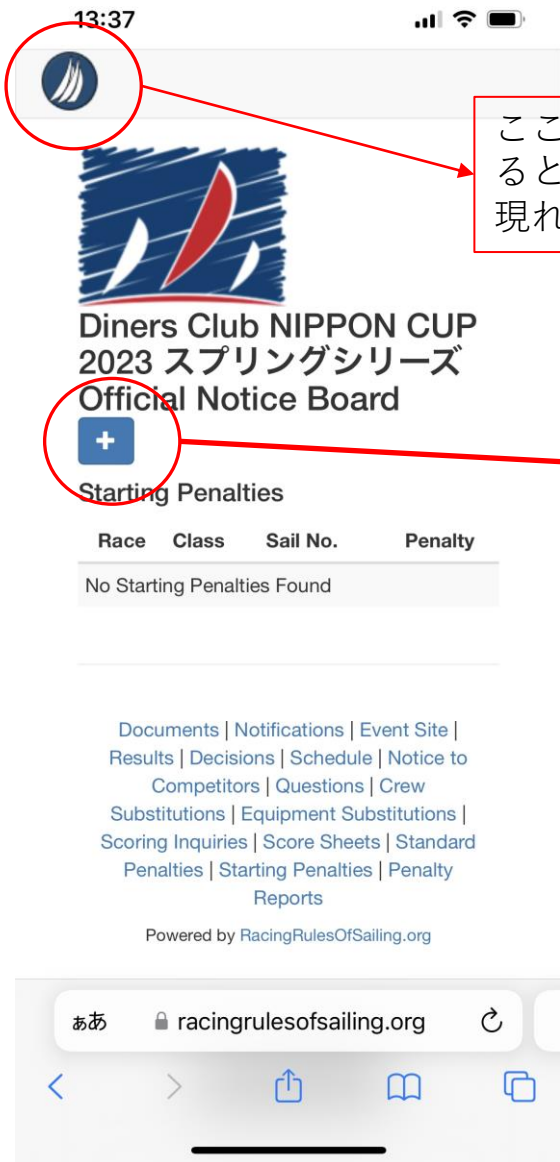 13:37
ここ
ると
現れ
Diners Club NIPPON CUP
2023 スプリングシリーズ
Official Notice Board
+
Starting Penalties
Race Class Sail No. Penalty
No Starting Penalties Found
Documents | Notifications | Event Site |
Results | Decisions | Schedule | Notice to
Competitors | Questions | Crew
Substitutions | Equipment Substitutions |
Scoring Inquiries | Score Sheets | Standard
Penalties | Starting Penalties | Penalty
Reports
Powered by RacingRulesOfSailing.org
ぁあ racingrulesofsailing.org